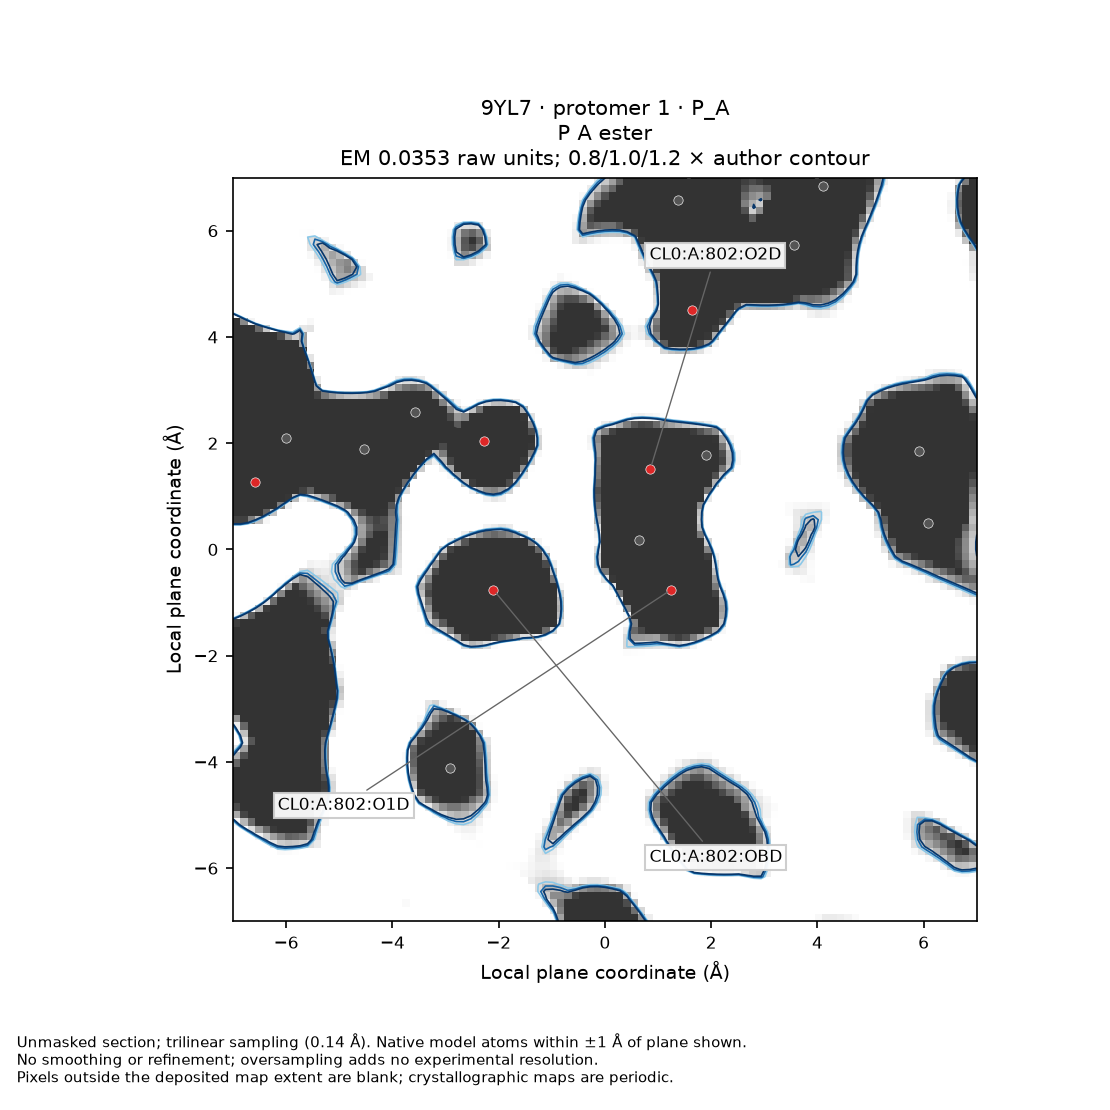 9YL7 · protomer 1 · P_A
P A ester
EM 0.0353 raw units; 0.8/1.0/1.2 × author contour
CL0:A:802:O2D
CL0:A:802:O1D
CL0:A:802:OBD
6
4
2
0
−2
−4
−6
Local plane coordinate (Å)
−6 −4 −2 0 2 4 6
Local plane coordinate (Å)
Unmasked section; trilinear sampling (0.14 Å). Native model atoms within ±1 Å of plane shown.
No smoothing or refinement; oversampling adds no experimental resolution.
Pixels outside the deposited map extent are blank; crystallographic maps are periodic.